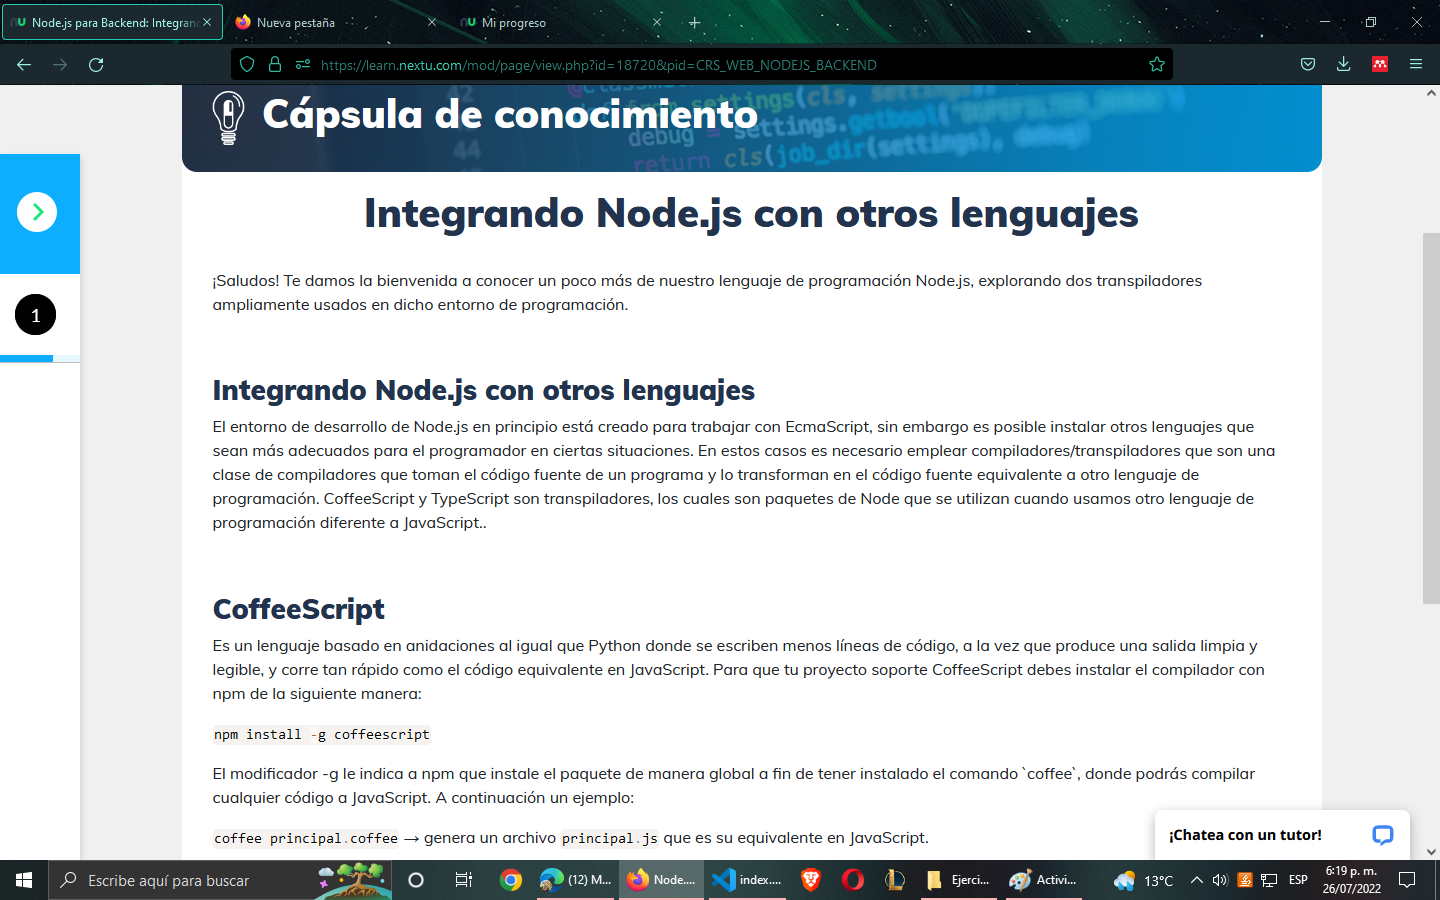 Node.js para Backend: Integran
Nueva pestaña
Mi progreso
https://learn.nextu.com/mod/page/view.php?id=18720&pid=CRS_WEB_NODEJS_BACKEND
42
44
debug = settings.getbool(
return cls(job_dir(settings), debug)
Cápsula de conocimiento
Integrando Node.js con otros lenguajes
1
¡Saludos! Te damos la bienvenida a conocer un poco más de nuestro lenguaje de programación Node.js, explorando dos transpiladores
ampliamente usados en dicho entorno de programación.
Integrando Node.js con otros lenguajes
El entorno de desarrollo de Node.js en principio está creado para trabajar con EcmaScript, sin embargo es posible instalar otros lenguajes que
sean más adecuados para el programador en ciertas situaciones. En estos casos es necesario emplear compiladores/transpiladores que son una
clase de compiladores que toman el código fuente de un programa y lo transforman en el código fuente equivalente a otro lenguaje de
programación. CoffeeScript y TypeScript son transpiladores, los cuales son paquetes de Node que se utilizan cuando usamos otro lenguaje de
programación diferente a JavaScript..
CoffeeScript
Es un lenguaje basado en anidaciones al igual que Python donde se escriben menos líneas de código, a la vez que produce una salida limpia y
legible, y corre tan rápido como el código equivalente en JavaScript. Para que tu proyecto soporte CoffeeScript debes instalar el compilador con
npm de la siguiente manera:
npm install -g coffeescript
El modificador -g le indica a npm que instale el paquete de manera global a fin de tener instalado el comando `coffee`, donde podrás compilar
cualquier código a JavaScript. A continuación un ejemplo:
coffee principal.coffee → genera un archivo principal.js que es su equivalente en JavaScript.
¡Chatea con un tutor!
Escribe aquí para buscar
(12) M...
Node....
index....
Ejerci...
Activi...
13°C
ESP
6:19 p. m.
26/07/2022